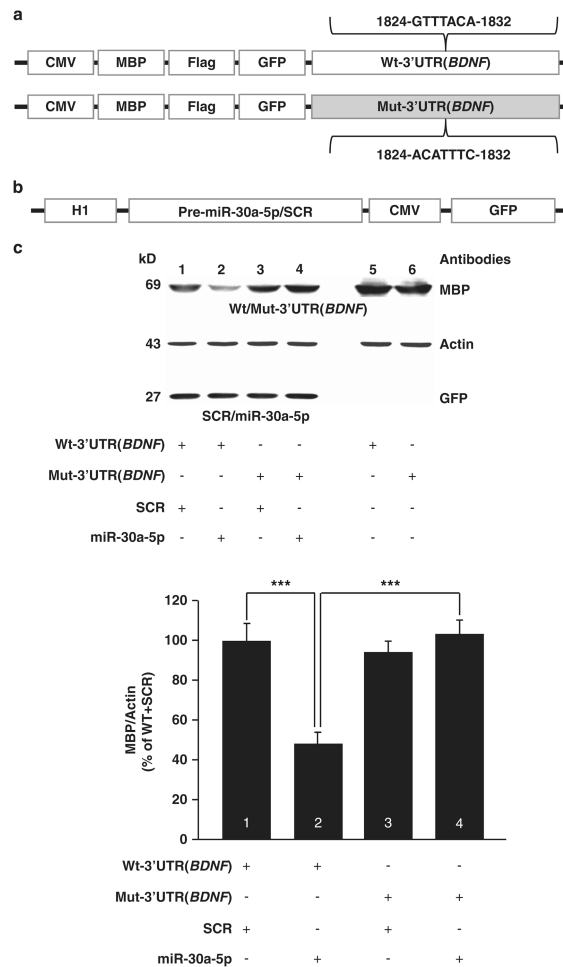 a
1824-GTTTACA-1832
CMV MBP Flag GFP Wt-3'UTR(BDNF)
CMV MBP Flag GFP Mut-3'UTR(BDNF)
1824-ACATTTC-1832
b
H1 Pre-miR-30a-5p/SCR CMV GFP
c
kD 1 2 3 4 5 6 Antibodies
69 MBP
Wt/Mut-3'UTR(BDNF)
43 Actin
27 GFP
SCR/miR-30a-5p
Wt-3'UTR(BDNF) + + - - + -
Mut-3'UTR(BDNF) - - + + - +
SCR + - + - - -
miR-30a-5p - + - + - -
*** ***
120
100
80
60
40
20
0
MBP/Actin
(% of WT+SCR)
1 2 3 4
Wt-3'UTR(BDNF) + + - -
Mut-3'UTR(BDNF) - - + +
SCR + - + -
miR-30a-5p - + - +